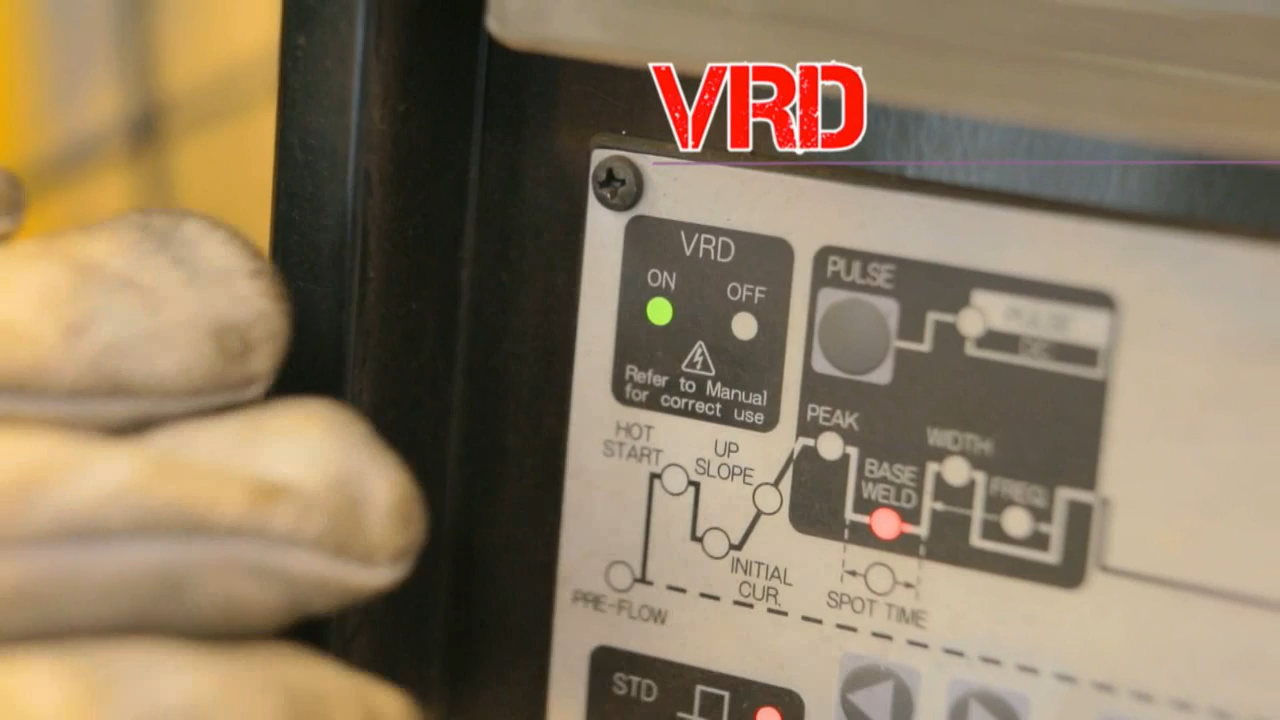 VRD
VRD
ON
OFF
Refer to Manual
for correct use
PULSE
PEAK
WIDTH
HOT
START
UP
SLOPE
BASE
WELD
FREQ.
INITIAL
CUR.
SPOT TIME
PRE-FLOW
STD